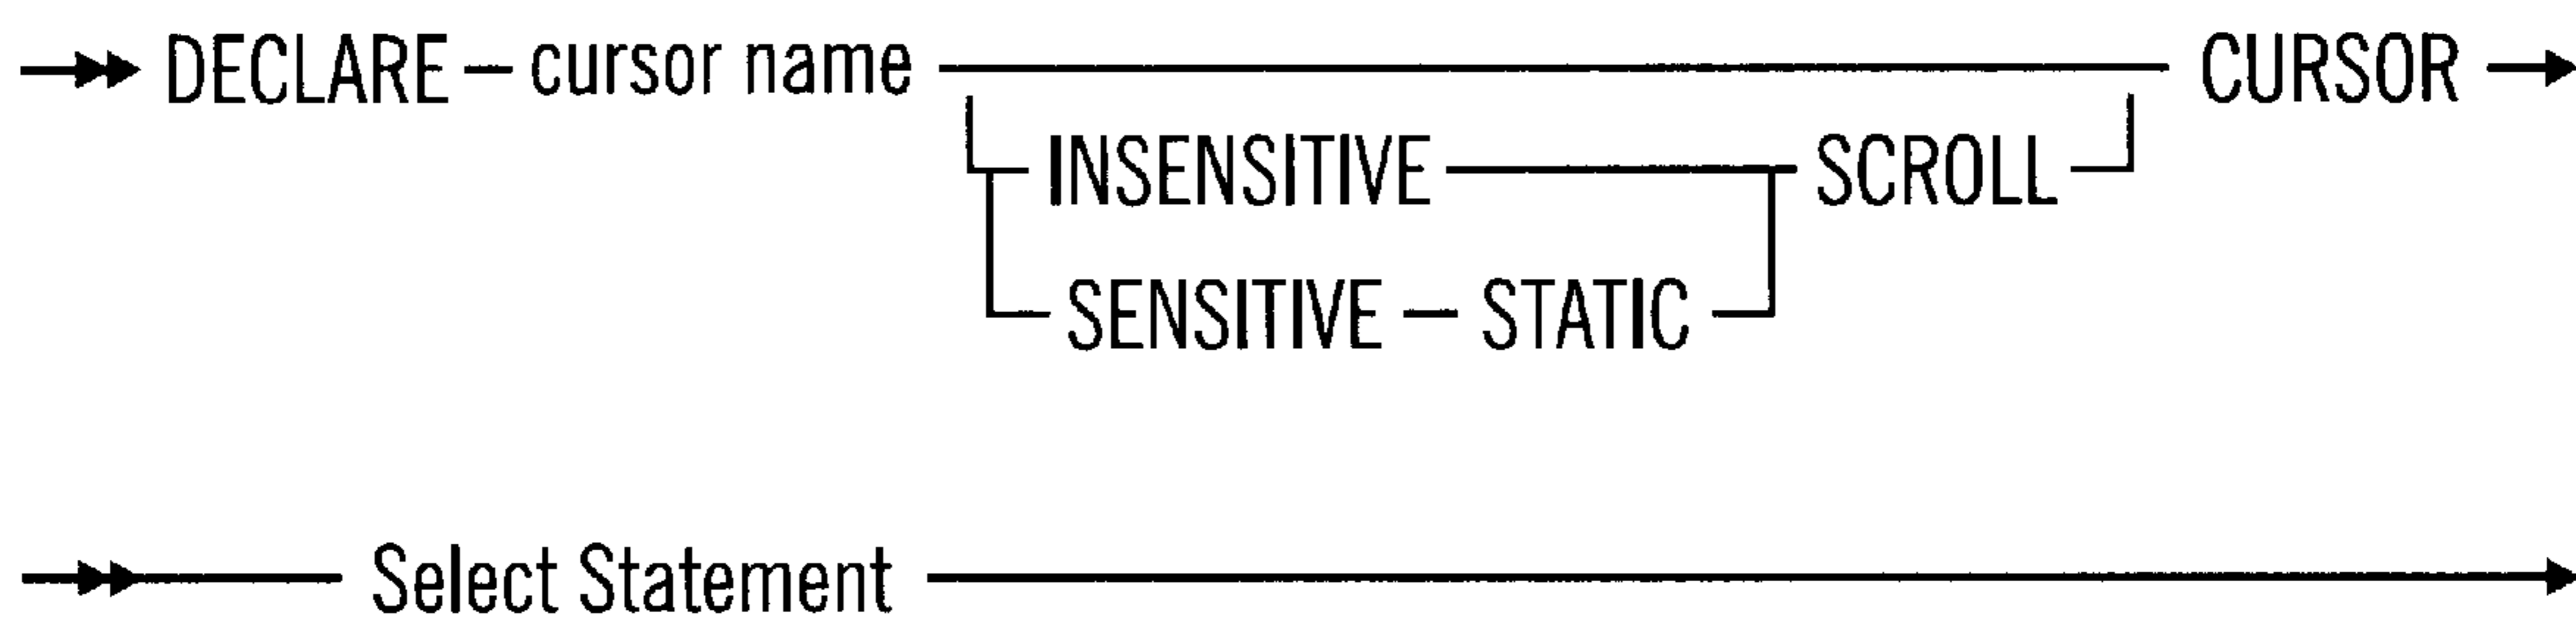 DECLARE cursor name CURSOR
INSENSITIVE SCROLL
SENSITIVE STATIC
Select Statement